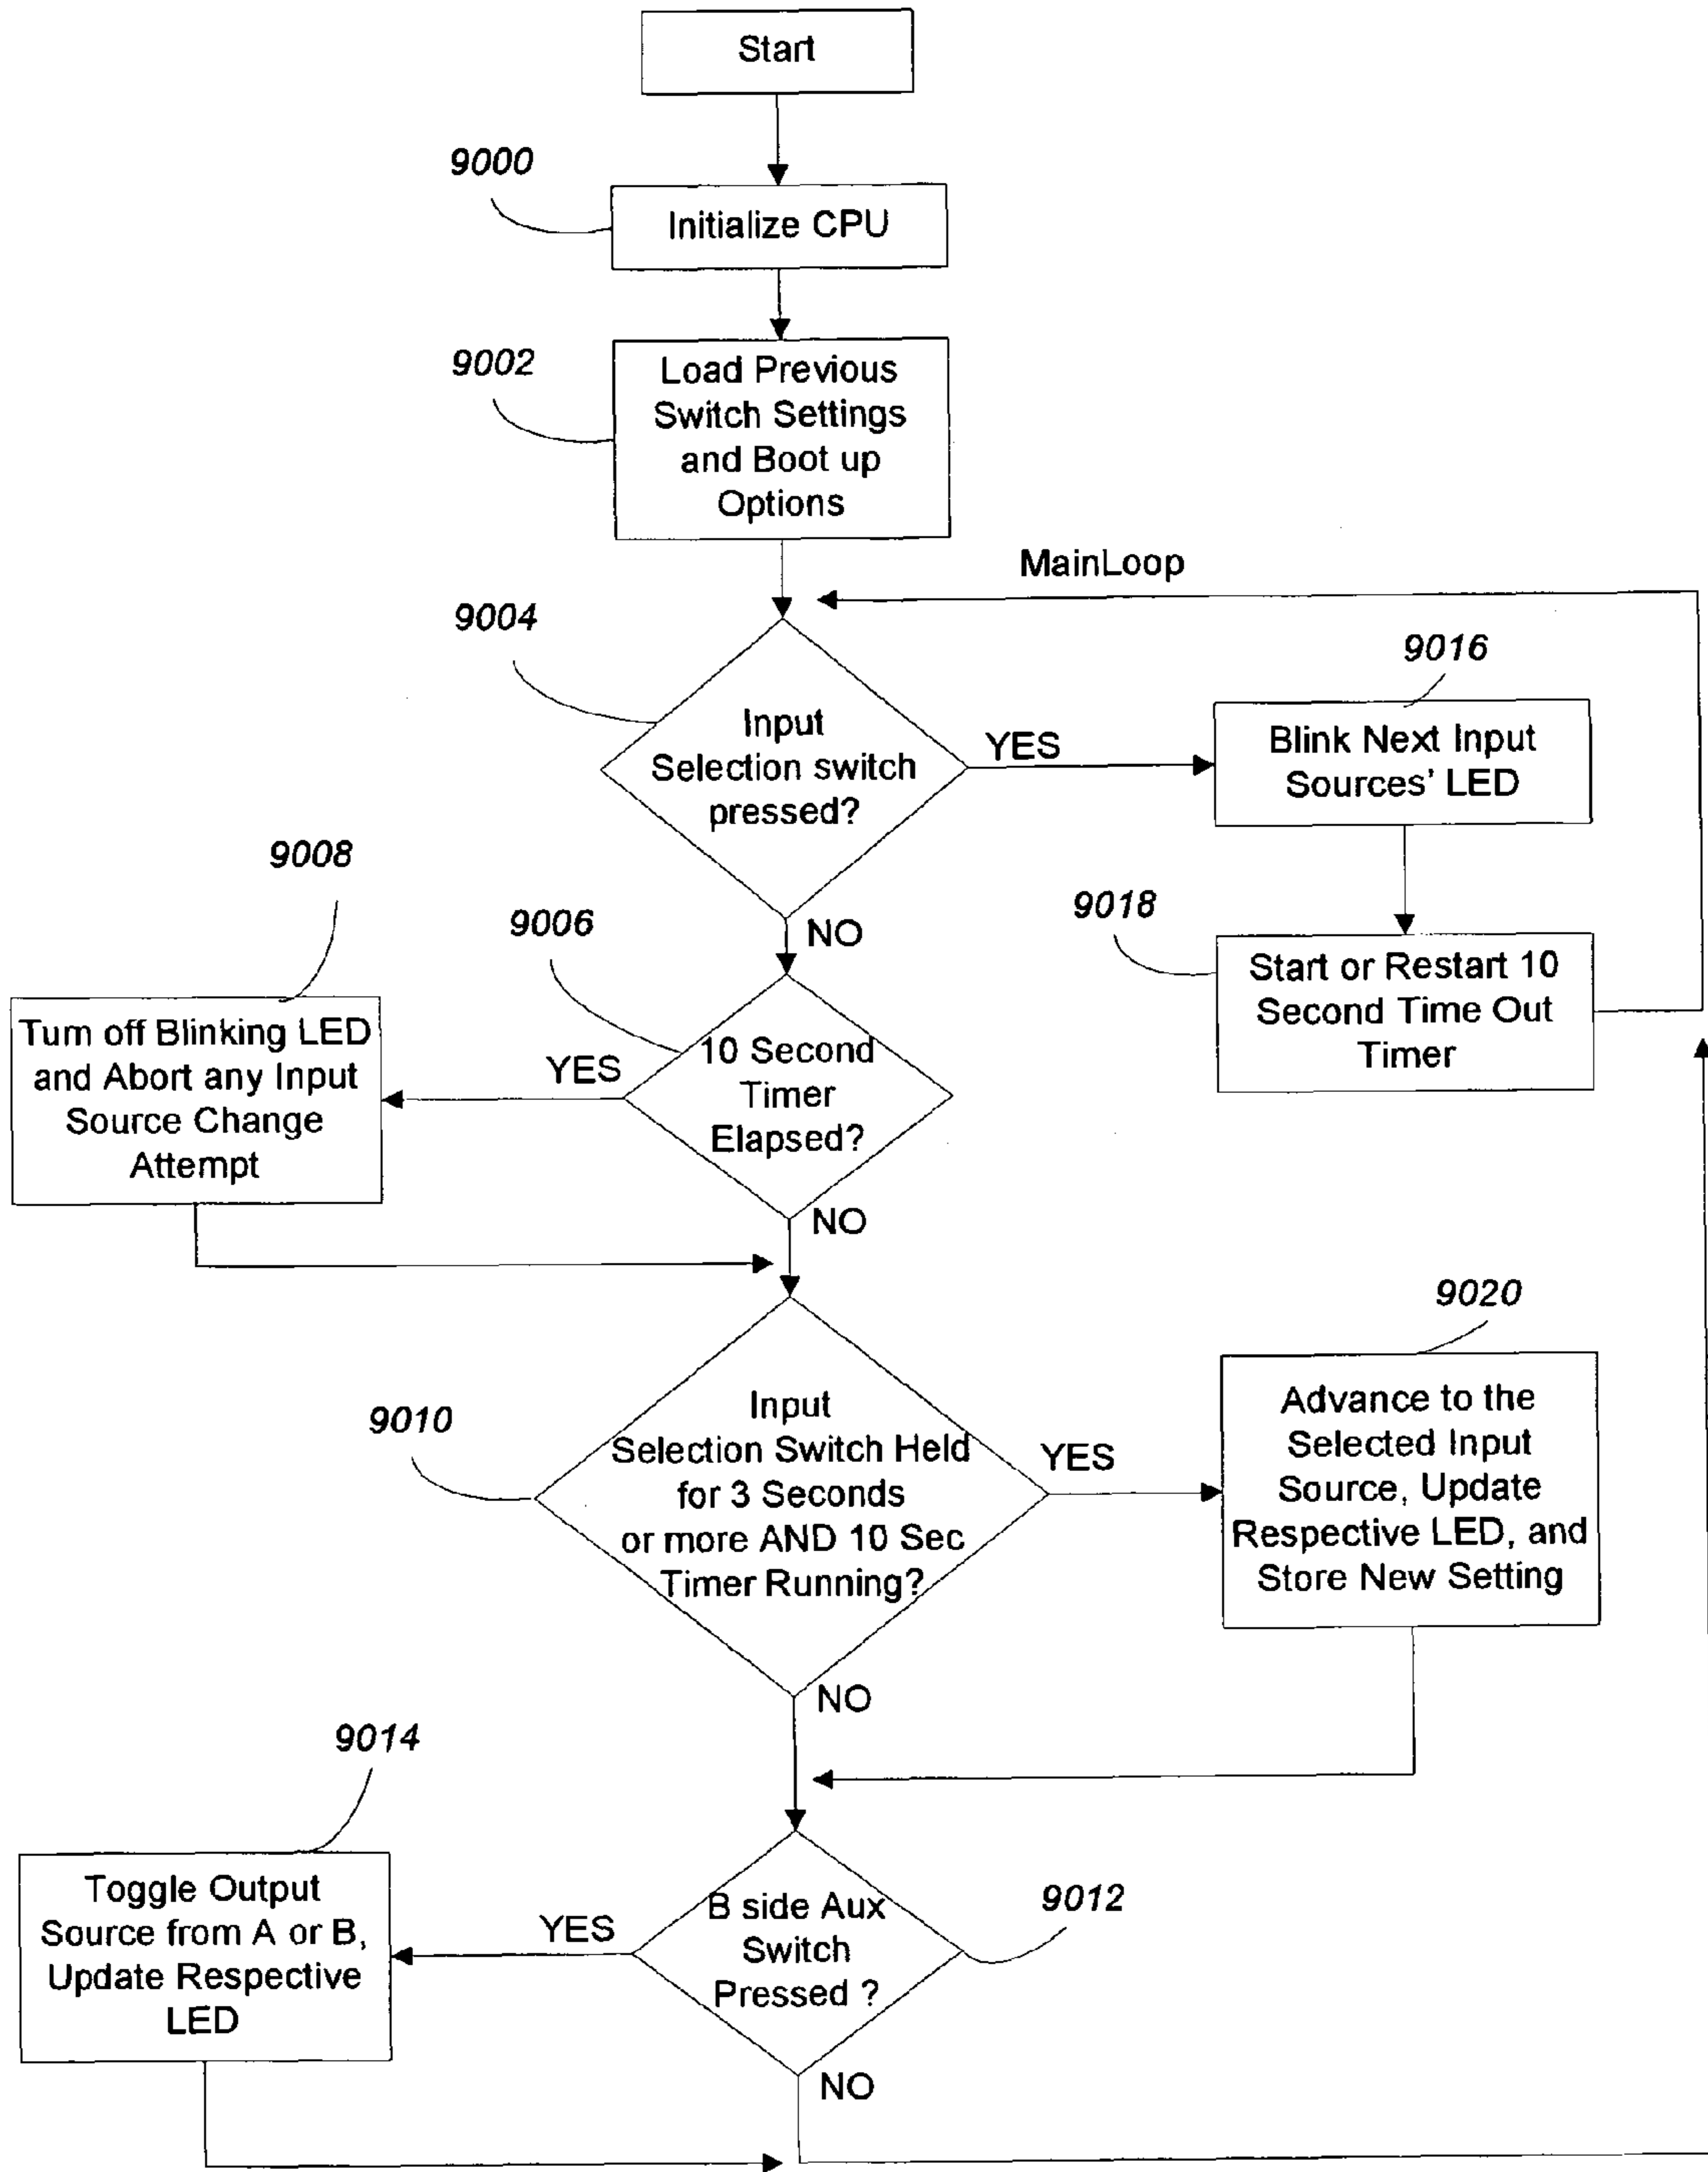 Start
9000
Initialize CPU
9002
Load Previous
Switch Settings
and Boot up
Options
MainLoop
9004
9016
Input
Selection switch
pressed?
YES
Blink Next Input
Sources' LED
9008
9006
NO
9018
Start or Restart 10
Second Time Out
Timer
Turn off Blinking LED
and Abort any Input
Source Change
Attempt
YES
10 Second
Timer
Elapsed?
NO
9020
9010
Input
Selection Switch Held
for 3 Seconds
or more AND 10 Sec
Timer Running?
YES
Advance to the
Selected Input
Source, Update
Respective LED, and
Store New Setting
NO
9014
Toggle Output
Source from A or B,
Update Respective
LED
YES
B side Aux
Switch
Pressed ?
9012
NO